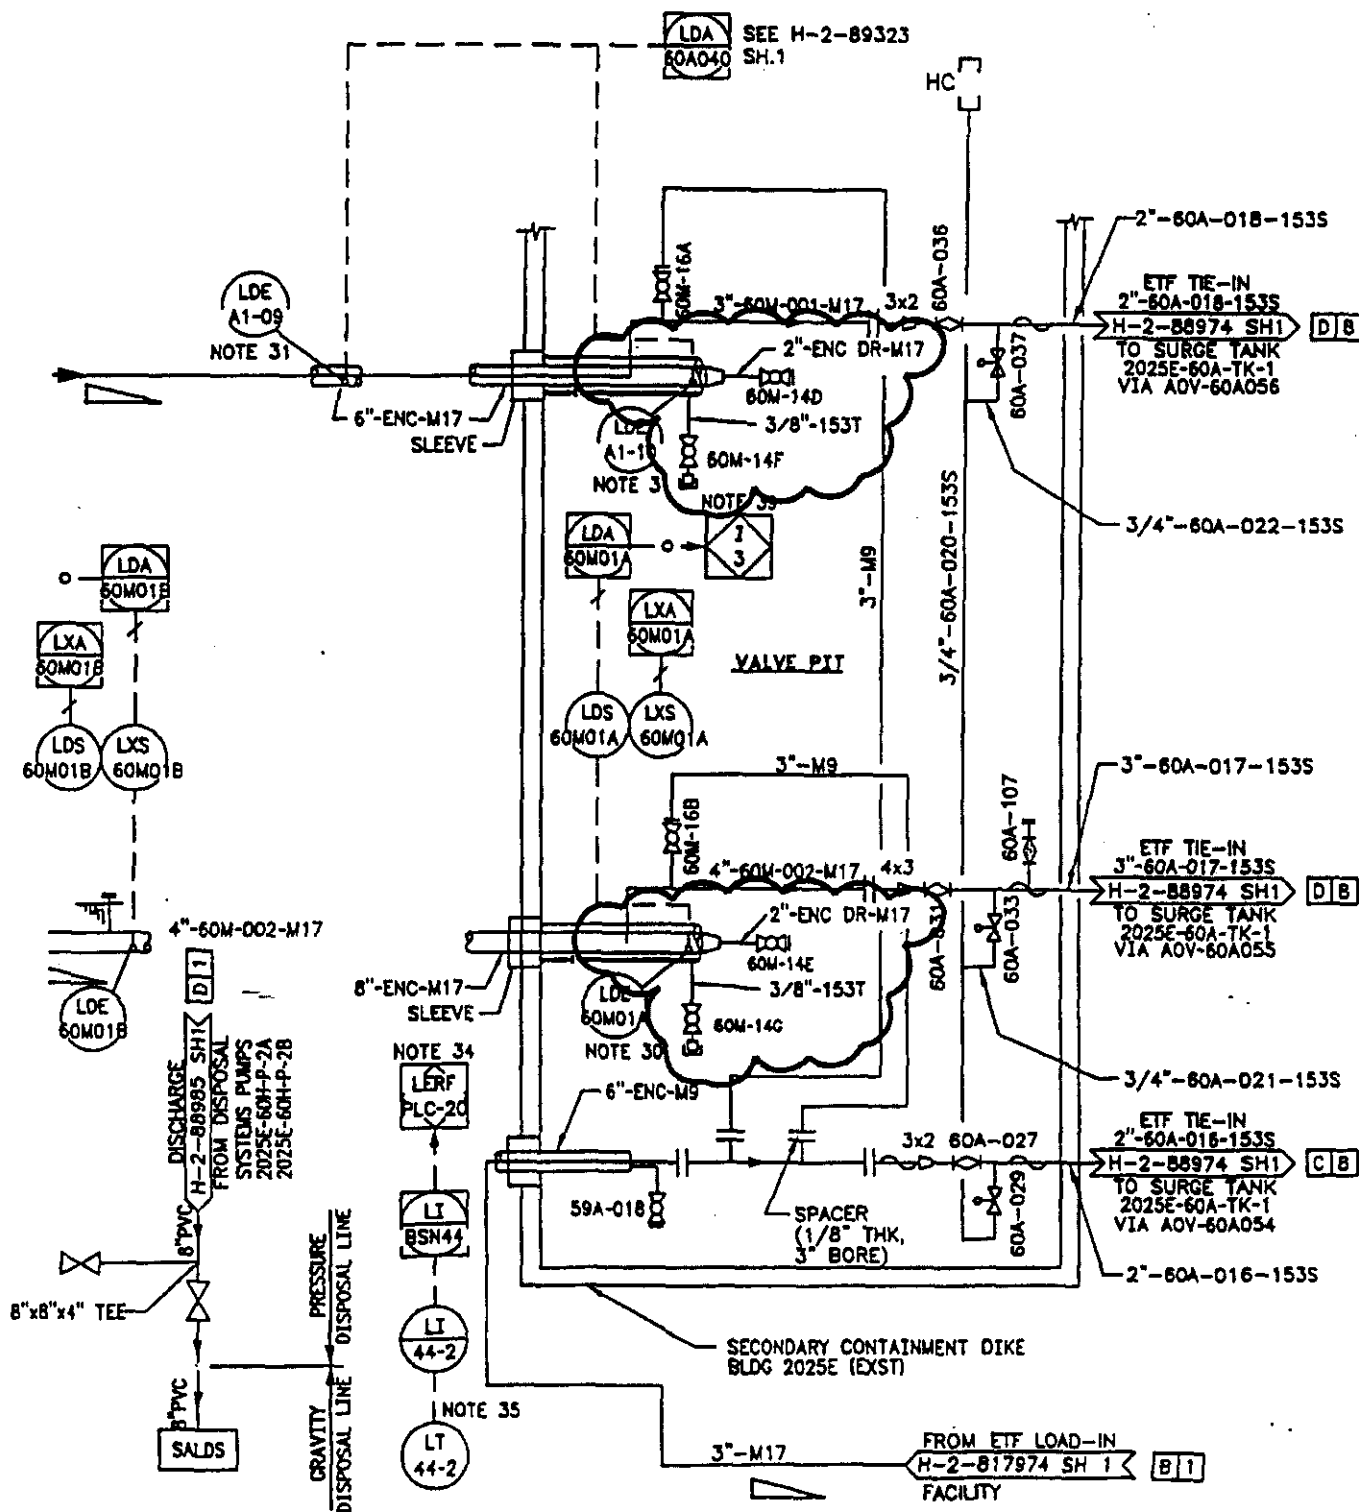 LDA
60A040
SEE H-2-89323
SH.1
HC
2"-60A-018-153S
60M-16A
3"-60M-001-M17
3x2
60A-036
ETF TIE-IN
2"-60A-018-153S
H-2-88974 SH1
D 8
TO SURGE TANK
2025E-60A-TK-1
VIA AOV-60A056
LDE
A1-09
NOTE 31
2"-ENC DR-M17
60M-14D
60A-037
6"-ENC-M17
SLEEVE
3/8"-153T
LDE
60M-14F
NOTE 3
NOTE 39
3/4"-60A-022-153S
LDA
60M01A
I
3
3"-M9
3/4"-60A-020-153S
LDA
60M01B
LXA
60M01B
LXA
60M01A
VALVE PIT
LDS
60M01B
LXS
60M01B
LDS
60M01A
LXS
60M01A
3"-M9
3"-60A-017-153S
60M-16B
60A-107
4"-60M-002-M17
4x3
ETF TIE-IN
3"-60A-017-153S
H-2-88974 SH1
D 8
TO SURGE TANK
2025E-60A-TK-1
VIA AOV-60A055
4"-60M-002-M17
2"-ENC DR-M17
60M-14E
60A-031
60A-033
D 1
8"-ENC-M17
SLEEVE
3/8"-153T
LDE
60M01B
LDE
60M01A
60M-14G
NOTE 30
NOTE 34
LERF
PLC-20
6"-ENC-M9
3/4"-60A-021-153S
DISCHARGE
H-2-88985 SH1
FROM DISPOSAL
SYSTEMS PUMPS
2025E-60H-P-2A
2025E-60H-P-2B
3x2 60A-027
ETF TIE-IN
2"-60A-016-153S
H-2-88974 SH1
C 8
TO SURGE TANK
2025E-60A-TK-1
VIA AOV-60A054
59A-018
60A-029
SPACER
(1/8" THK,
3" BORE)
LI
BSN44
8"PVC
8"x8"x4" TEE
PRESSURE
DISPOSAL LINE
2"-60A-016-153S
LI
44-2
SECONDARY CONTAINMENT DIKE
BLDG 2025E (EXST)
8"PVC
GRAVITY
DISPOSAL LINE
NOTE 35
LT
44-2
SALDS
3"-M17
FROM ETF LOAD-IN
H-2-817974 SH 1
B 1
FACILITY